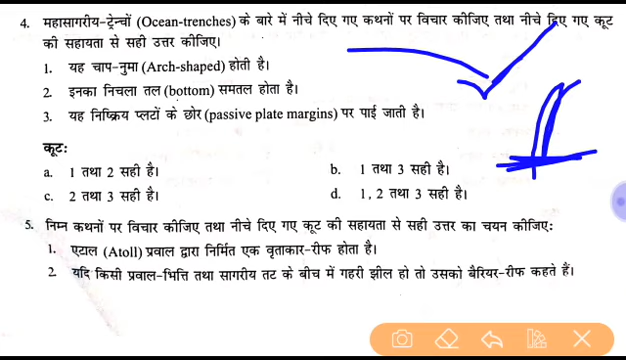 4. महासागरीय-ट्रेन्चों (Ocean-trenches) के बारे में नीचे दिए गए कथनों पर विचार कीजिए तथा नीचे दिए गए कूट
की सहायता से सही उत्तर कीजिए।
1. यह चाप-नुमा (Arch-shaped) होती है।
2. इनका निचला तल (bottom) समतल होता है।
3. यह निष्क्रिय प्लटों के छोर (passive plate margins) पर पाई जाती है।
कूटः
a. 1 तथा 2 सही है। b. 1 तथा 3 सही है।
c. 2 तथा 3 सही है। d. 1, 2 तथा 3 सही है।
5. निम्न कथनों पर विचार कीजिए तथा नीचे दिए गए कूट की सहायता से सही उत्तर का चयन कीजिए:
1. एटाल (Atoll) प्रवाल द्वारा निर्मित एक वृताकार-रीफ होता है।
2. यदि किसी प्रवाल-भित्ति तथा सागरीय तट के बीच में गहरी झील हो तो उसको बैरियर-रीफ कहते हैं।